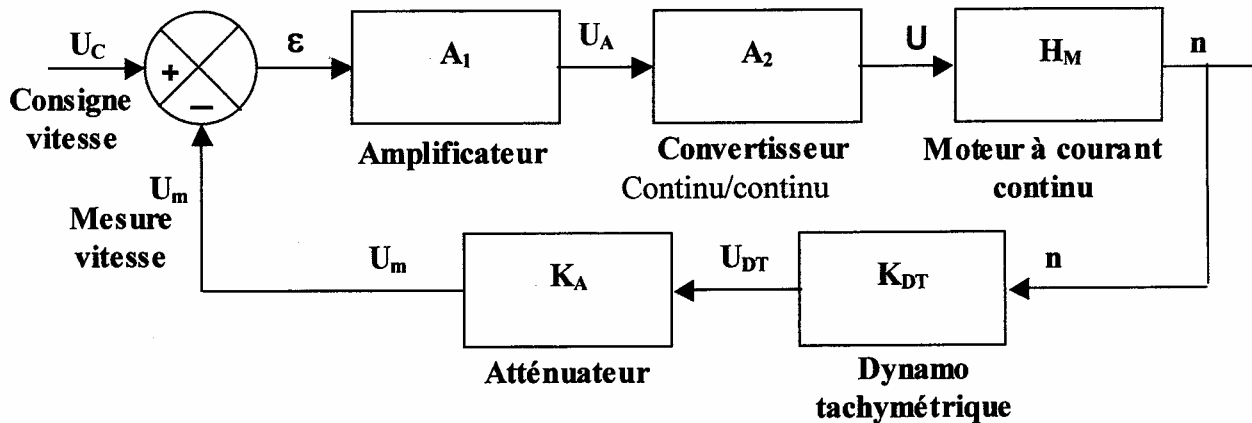 U_C
Consigne
vitesse
+
−
ε
A₁
Amplificateur
U_A
A₂
Convertisseur
Continu/continu
U
H_M
Moteur à courant
continu
n
U_m
Mesure
vitesse
U_m
K_A
Atténuateur
U_DT
K_DT
Dynamo
tachymétrique
n